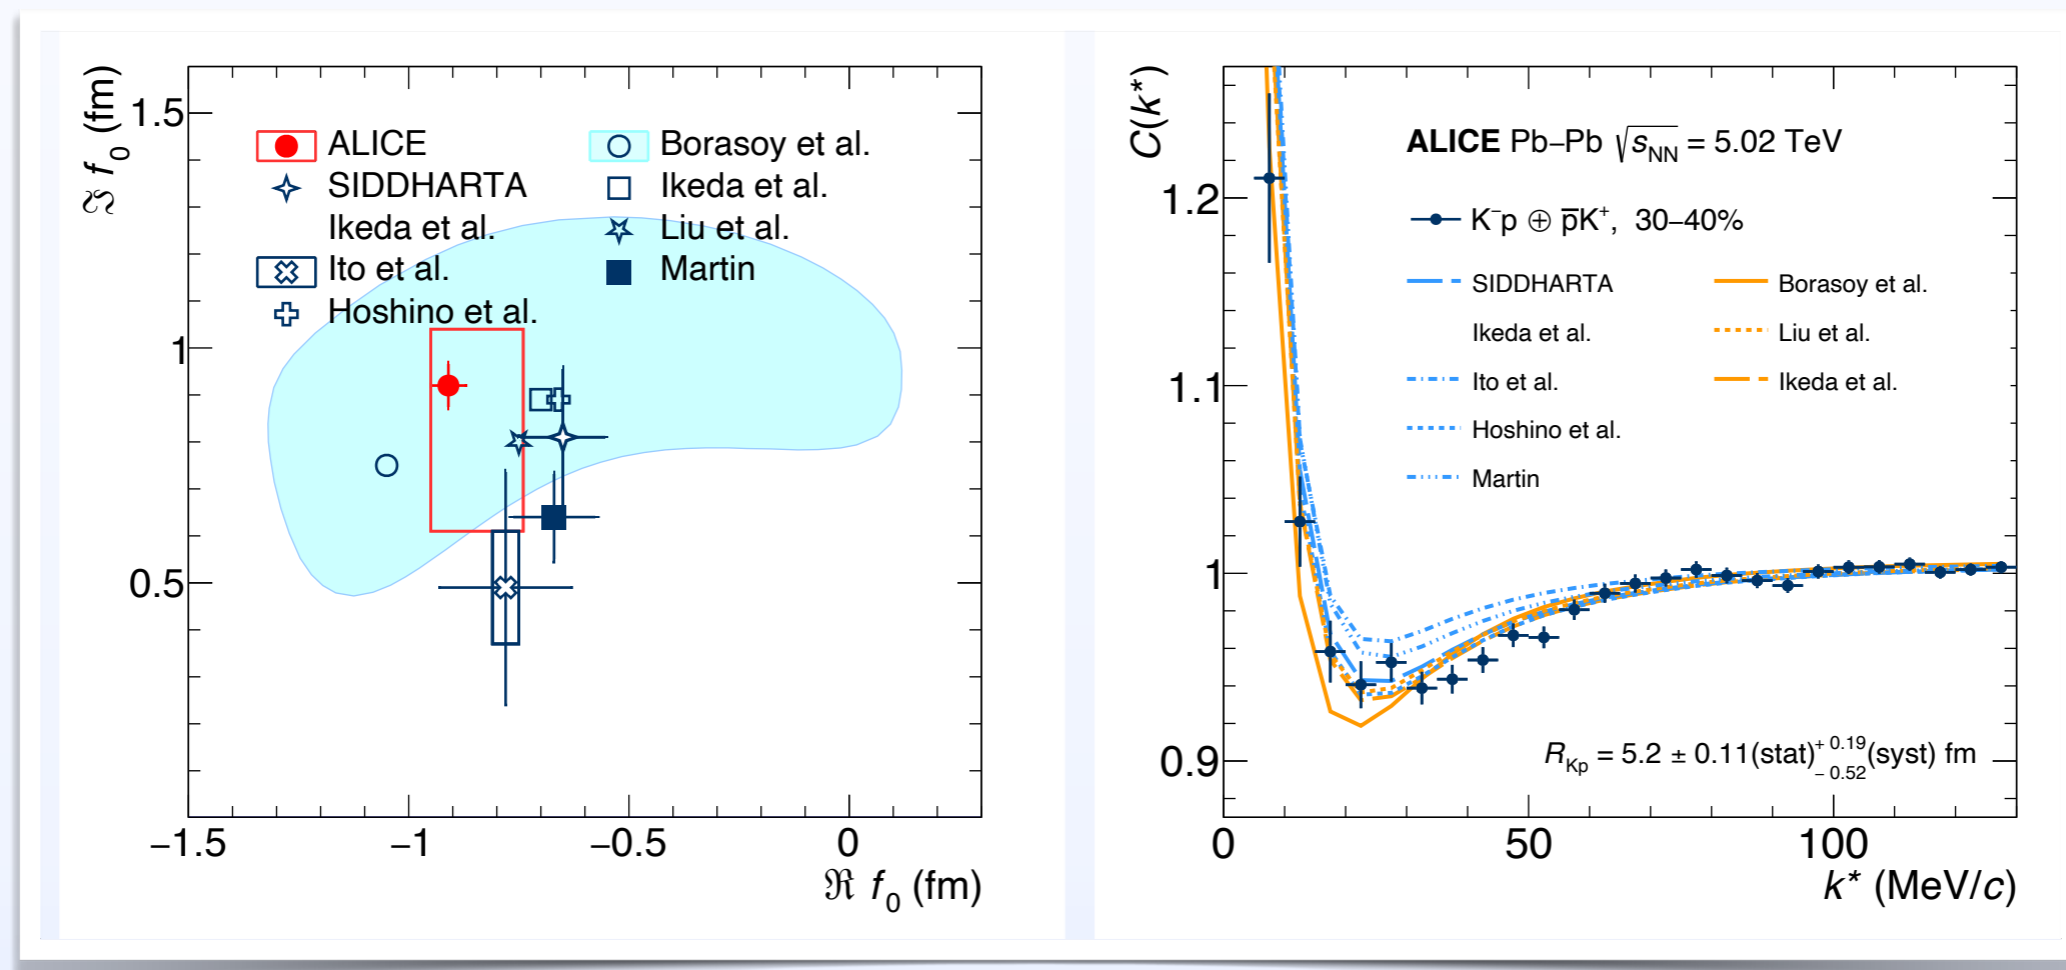 ℑ f0 (fm)
1.5
1
0.5
ALICE
SIDDHARTA
Ikeda et al.
Ito et al.
Hoshino et al.
Borasoy et al.
Ikeda et al.
Liu et al.
Martin
−1.5 −1 −0.5 0
ℜ f0 (fm)
C(k*)
1.2
1.1
1
0.9
ALICE Pb−Pb √sNN = 5.02 TeV
K⁻p ⊕ p̅K⁺, 30−40%
SIDDHARTA
Ikeda et al.
Ito et al.
Hoshino et al.
Martin
Borasoy et al.
Liu et al.
Ikeda et al.
RKp = 5.2 ± 0.11(stat)+ 0.19 − 0.52(syst) fm
0 50 100
k* (MeV/c)